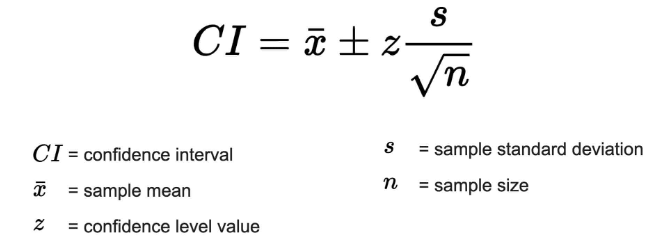 CI = x̄ ± z s/√n
CI = confidence interval
x̄ = sample mean
z = confidence level value
s = sample standard deviation
n = sample size